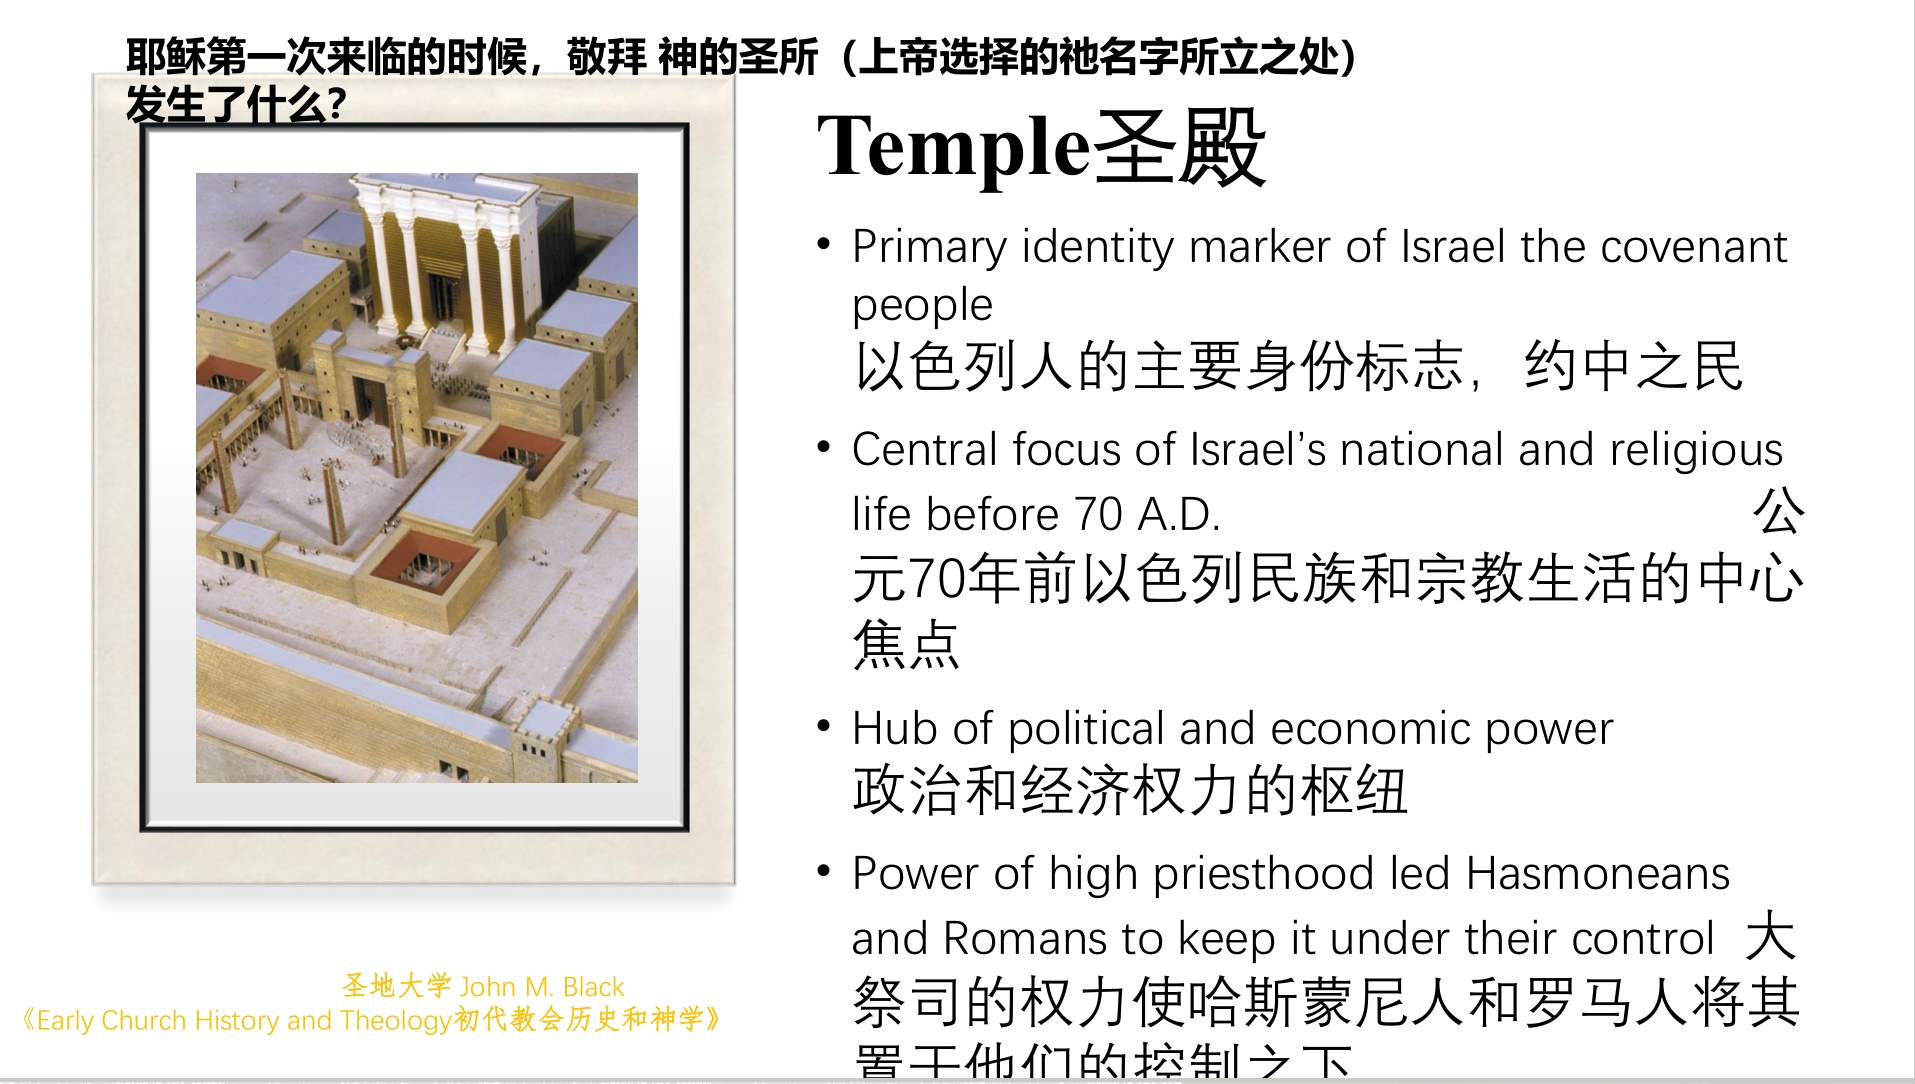 耶稣第一次来临的时候，敬拜 神的圣所（上帝选择的祂名字所立之处）
发生了什么？
Temple圣殿
• Primary identity marker of Israel the covenant
people
以色列人的主要身份标志，约中之民
• Central focus of Israel’s national and religious
life before 70 A.D. 公
元70年前以色列民族和宗教生活的中心
焦点
• Hub of political and economic power
政治和经济权力的枢纽
• Power of high priesthood led Hasmoneans
and Romans to keep it under their control 大
祭司的权力使哈斯蒙尼人和罗马人将其
置于他们的控制之下
圣地大学 John M. Black
《Early Church History and Theology初代教会历史和神学》